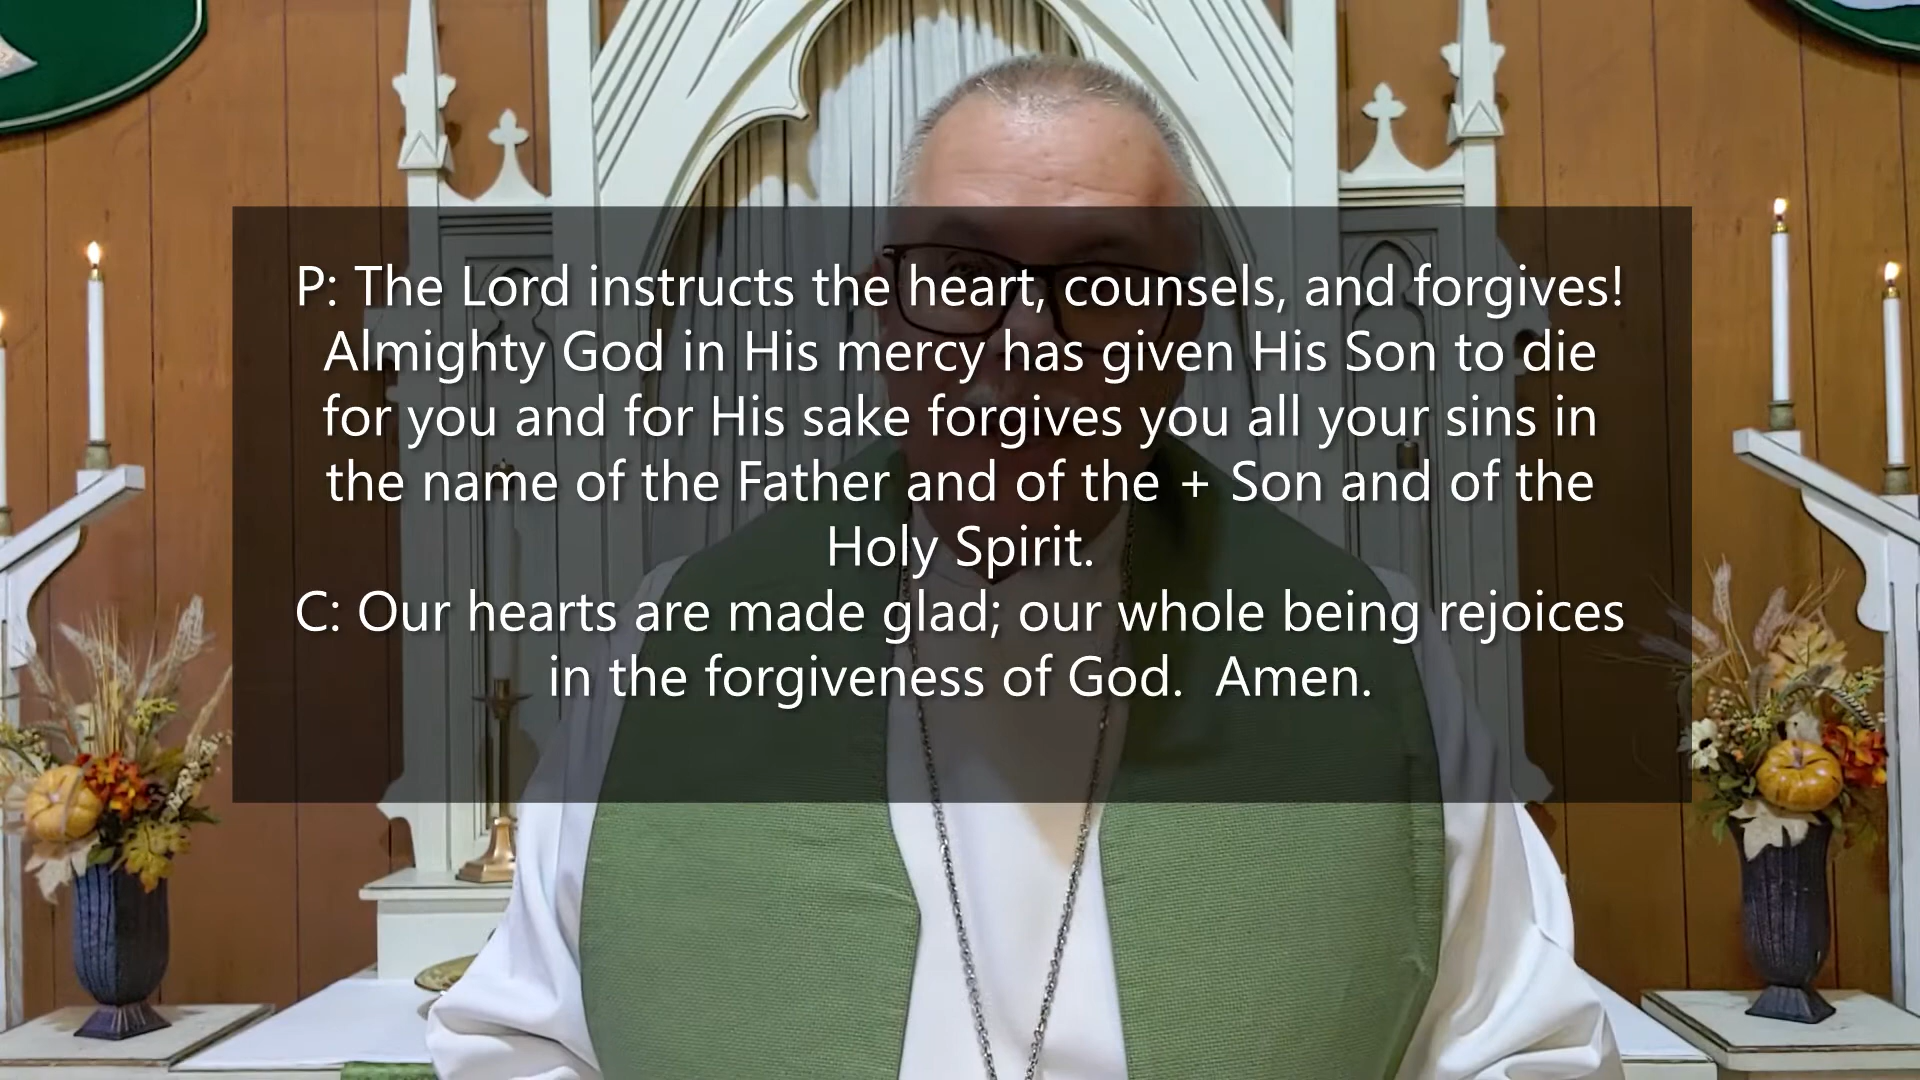 P: The Lord instructs the heart, counsels, and forgives!
Almighty God in His mercy has given His Son to die
for you and for His sake forgives you all your sins in
the name of the Father and of the + Son and of the
Holy Spirit.
C: Our hearts are made glad; our whole being rejoices
in the forgiveness of God.  Amen.